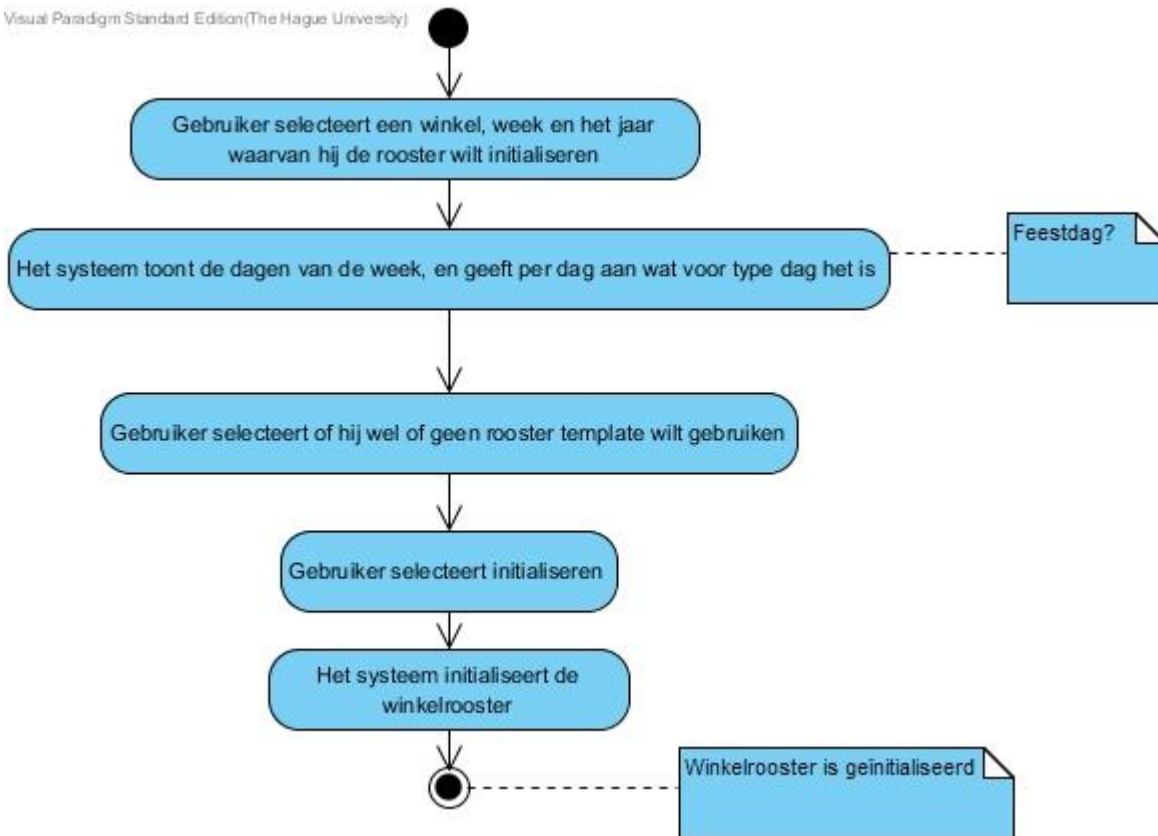 Visual Paradigm Standard Edition(The Hague University)
Gebruiker selecteert een winkel, week en het jaar
waarvan hij de rooster wilt initialiseren
Het systeem toont de dagen van de week, en geeft per dag aan wat voor type dag het is
Feestdag?
Gebruiker selecteert of hij wel of geen rooster template wilt gebruiken
Gebruiker selecteert initialiseren
Het systeem initialiseert de
winkelrooster
Winkelrooster is geïnitialiseerd